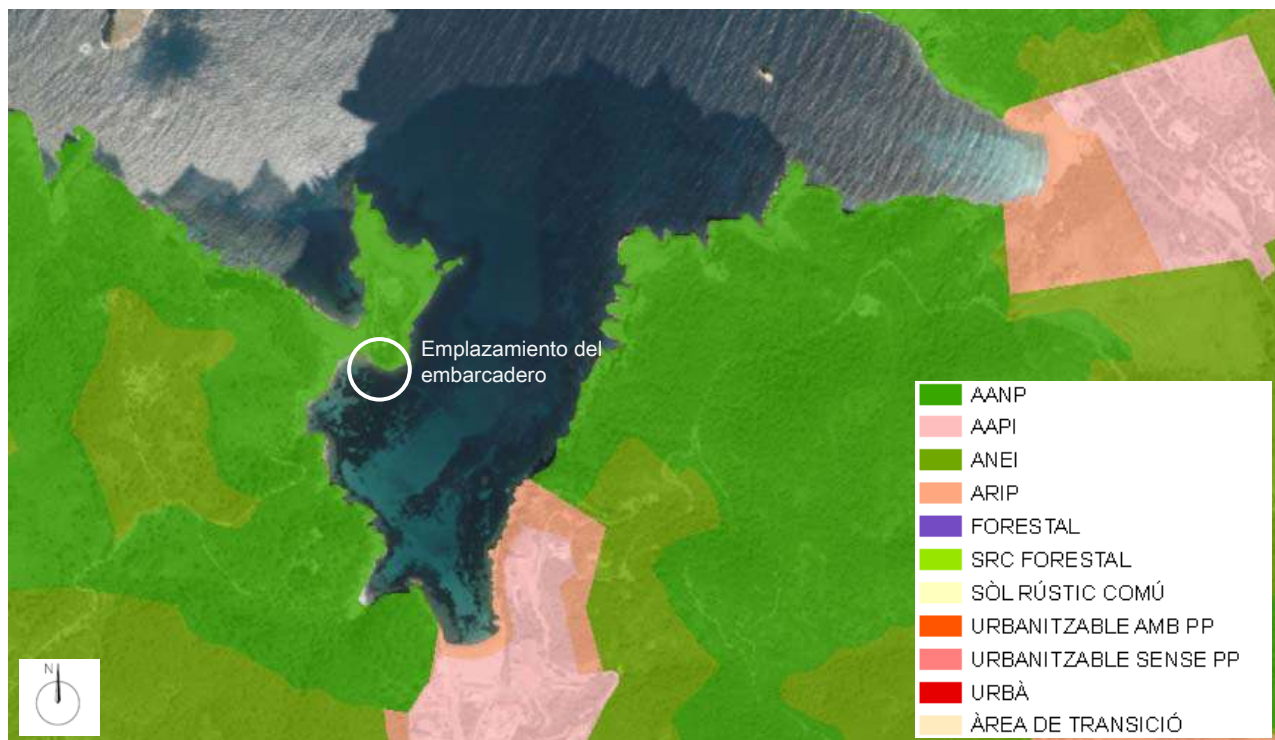 Emplazamiento del
embarcadero
AANP
AAPI
ANEI
ARIP
FORESTAL
SRC FORESTAL
SÒL RÚSTIC COMÚ
URBANITZABLE AMB PP
URBANITZABLE SENSE PP
URBÀ
ÀREA DE TRANSICIÓ
N